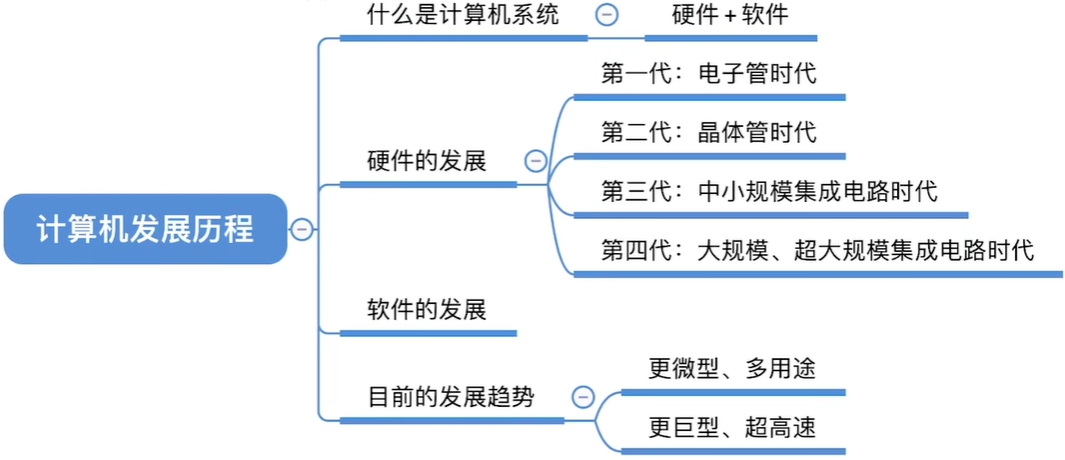 计算机发展历程
什么是计算机系统
硬件+软件
硬件的发展
第一代：电子管时代
第二代：晶体管时代
第三代：中小规模集成电路时代
第四代：大规模、超大规模集成电路时代
软件的发展
目前的发展趋势
更微型、多用途
更巨型、超高速